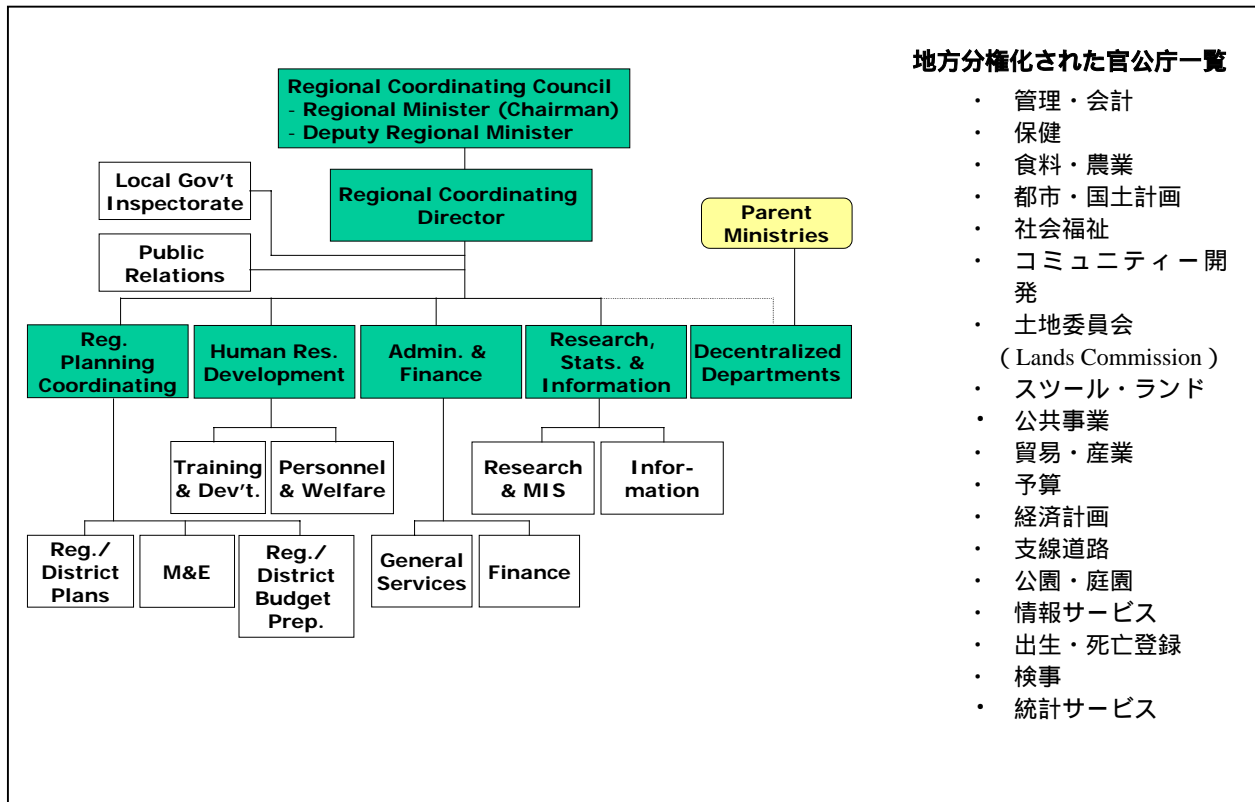 Regional Coordinating Council
- Regional Minister (Chairman)
- Deputy Regional Minister
Local Gov't
Inspectorate
Regional Coordinating
Director
Parent
Ministries
Public
Relations
Reg.
Planning
Coordinating
Human Res.
Development
Admin. &
Finance
Research,
Stats. &
Information
Decentralized
Departments
Training
& Dev't.
Personnel
& Welfare
Research
& MIS
Infor-
mation
Reg./
District
Plans
M&E
Reg./
District
Budget
Prep.
General
Services
Finance
地方分権化された官公庁一覧
・ 管理・会計
・ 保健
・ 食料・農業
・ 都市・国土計画
・ 社会福祉
・ コミュニティー開
発
・ 土地委員会
（Lands Commission）
・ スツール・ランド
・ 公共事業
・ 貿易・産業
・ 予算
・ 経済計画
・ 支線道路
・ 公園・庭園
・ 情報サービス
・ 出生・死亡登録
・ 検事
・ 統計サービス